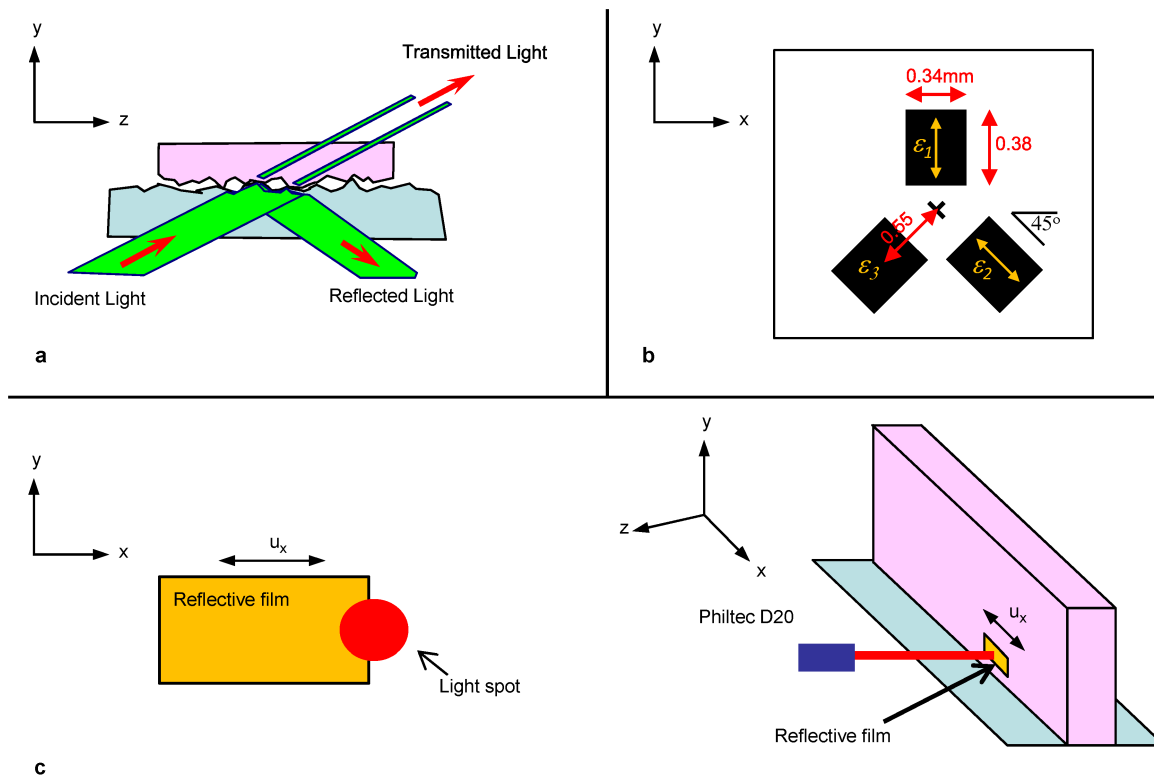 y
z
Transmitted Light
Incident Light
Reflected Light
a
y
x
0.34mm
ε1
0.38
0.55
45°
ε3
ε2
b
y
x
ux
Reflective film
Light spot
y
z
x
Philtec D20
ux
Reflective film
c